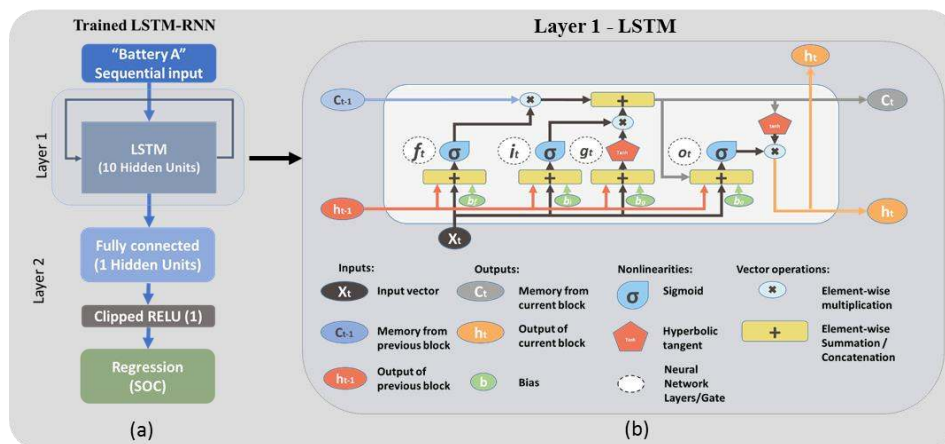 Trained LSTM-RNN
"Battery A"
Sequential input
Layer 1
LSTM
(10 Hidden Units)
Layer 2
Fully connected
(1 Hidden Units)
Clipped RELU (1)
Regression
(SOC)
(a)
Layer 1 - LSTM
ht
Ct-1
×
+
Ct
Tanh
×
ft
σ
it
σ
gt
Tanh
ot
σ
×
+
+
+
+
bf
bi
bg
bo
ht-1
ht
Xt
Inputs:
Outputs:
Nonlinearities:
Vector operations:
Xt
Input vector
Ct
Memory from
current block
σ
Sigmoid
×
Element-wise
multiplication
Ct-1
Memory from
previous block
ht
Output of
current block
Tanh
Hyperbolic
tangent
+
Element-wise
Summation /
Concatenation
ht-1
Output of
previous block
b
Bias
Neural
Network
Layers/Gate
(b)